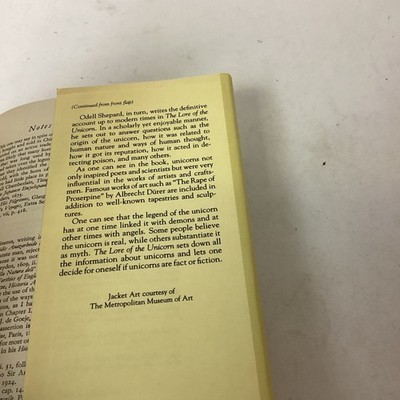 (Continued from front flap)
Odell Shepard, in turn, writes the definitive
account up to modern times in The Lore of the
Unicorn. In a scholarly yet enjoyable manner,
he sets out to answer questions such as the
origin of the unicorn, how it was related to
human nature and ways of human thought,
how it got its reputation, how it acted in de-
tecting poison, and many others.
As one can see in the book, unicorns not
only inspired poets and scientists but were very
influential in the works of artists and crafts-
men. Famous works of art such as "The Rape of
Proserpine" by Albrecht Dürer are included in
addition to well-known tapestries and sculp-
tures.
One can see that the legend of the unicorn
has at one time linked it with demons and at
other times with angels. Some people believe
the unicorn is real, while others substantiate it
as myth. The Lore of the Unicorn sets down all
the information about unicorns and lets one
decide for oneself if unicorns are fact or fiction.
Jacket Art courtesy of
The Metropolitan Museum of Art
Notes